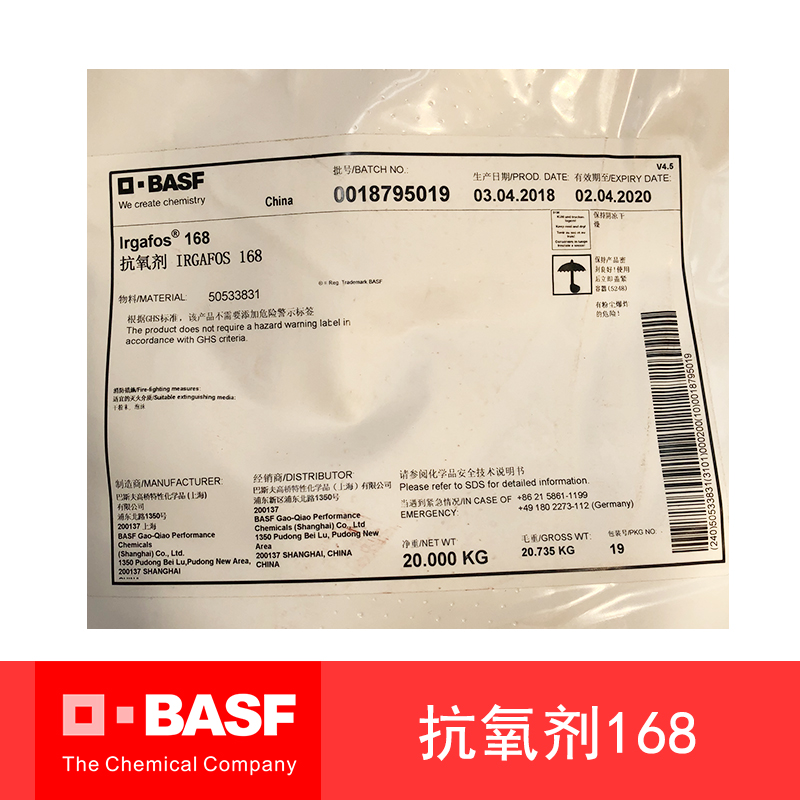 BASF
We create chemistry
China
批号/BATCH NO.:
0018795019
生产日期/PROD. DATE:
03.04.2018
有效期至/EXPIRY DATE:
02.04.2020
V4.5
Irgafos® 168
抗氧剂 IRGAFOS 168
® = Reg. Trademark BASF
保持阴凉干
燥
物料/MATERIAL: 50533831
保持产品密
封良好!使用
后立即盖紧
容器(5248)
有粉尘爆炸
的危险!
根据GHS标准，该产品不需要添加危险警示标签
The product does not require a hazard warning label in
accordance with GHS criteria.
消防措施/Fire-fighting measures:
适宜的灭火介质/Suitable extinguishing media:
干粉末、泡沫
制造商/MANUFACTURER:
巴斯夫高桥特性化学品（上海）
有限公司
浦东北路1350号
200137 上海
BASF Gao-Qiao Performance
Chemicals
(Shanghai) Co., Ltd.
1350 Pudong Bei Lu,Pudong New Area,
200137 SHANGHAI
经销商/DISTRIBUTOR
巴斯夫高桥特性化学品（上海）有限公司
浦东新区浦东北路1350号
200137
BASF Gao-Qiao Performance
Chemicals (Shanghai) Co., Ltd
1350 Pudong Bei Lu, Pudong New
Area
200137 SHANGHAI, CHINA
CHINA
请参阅化学品安全技术说明书
Please refer to SDS for detailed information.
当遇到紧急情况/IN CASE OF
EMERGENCY:
+86 21 5861-1199
+49 180 2273-112 (Germany)
净重/NET WT:
20.000 KG
毛重/GROSS WT:
20.735 KG
包装号/PKG NO.:
19
(240)50533831(3101)000200(10)0018795019
BASF
The Chemical Company
抗氧剂168